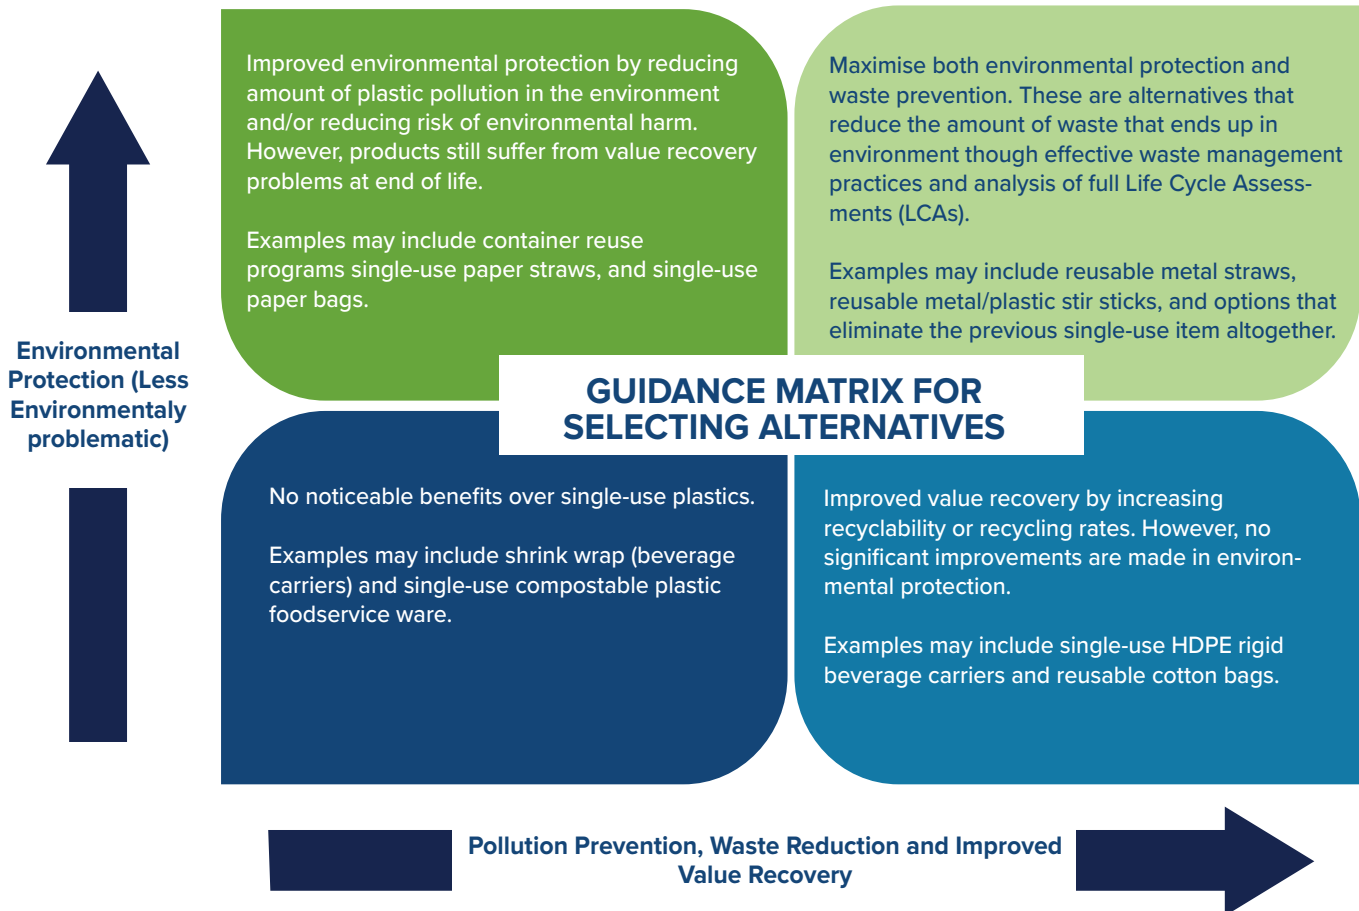 Improved environmental protection by reducing
amount of plastic pollution in the environment
and/or reducing risk of environmental harm.
However, products still suffer from value recovery
problems at end of life.
Examples may include container reuse
programs single-use paper straws, and single-use
paper bags.
Maximise both environmental protection and
waste prevention. These are alternatives that
reduce the amount of waste that ends up in
environment though effective waste management
practices and analysis of full Life Cycle Assess-
ments (LCAs).
Examples may include reusable metal straws,
reusable metal/plastic stir sticks, and options that
eliminate the previous single-use item altogether.
Environmental
Protection (Less
Environmentaly
problematic)
GUIDANCE MATRIX FOR
SELECTING ALTERNATIVES
No noticeable benefits over single-use plastics.
Examples may include shrink wrap (beverage
carriers) and single-use compostable plastic
foodservice ware.
Improved value recovery by increasing
recyclability or recycling rates. However, no
significant improvements are made in environ-
mental protection.
Examples may include single-use HDPE rigid
beverage carriers and reusable cotton bags.
Pollution Prevention, Waste Reduction and Improved
Value Recovery